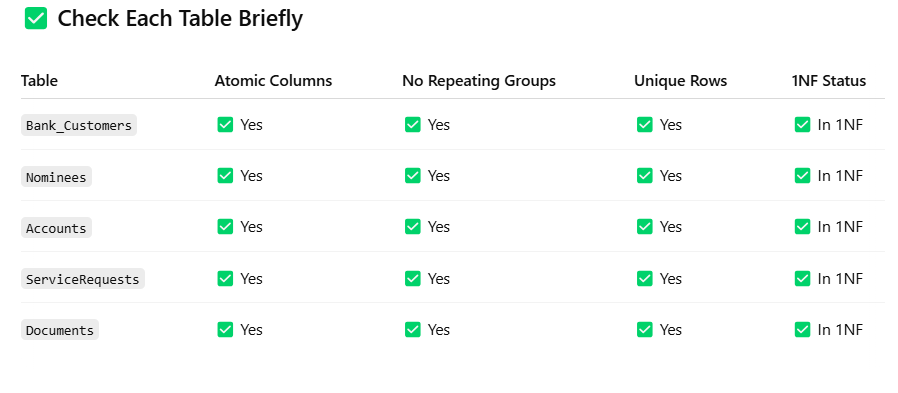 ✅ Check Each Table Briefly
Table Atomic Columns No Repeating Groups Unique Rows 1NF Status
Bank_Customers ✅ Yes ✅ Yes ✅ Yes ✅ In 1NF
Nominees ✅ Yes ✅ Yes ✅ Yes ✅ In 1NF
Accounts ✅ Yes ✅ Yes ✅ Yes ✅ In 1NF
ServiceRequests ✅ Yes ✅ Yes ✅ Yes ✅ In 1NF
Documents ✅ Yes ✅ Yes ✅ Yes ✅ In 1NF